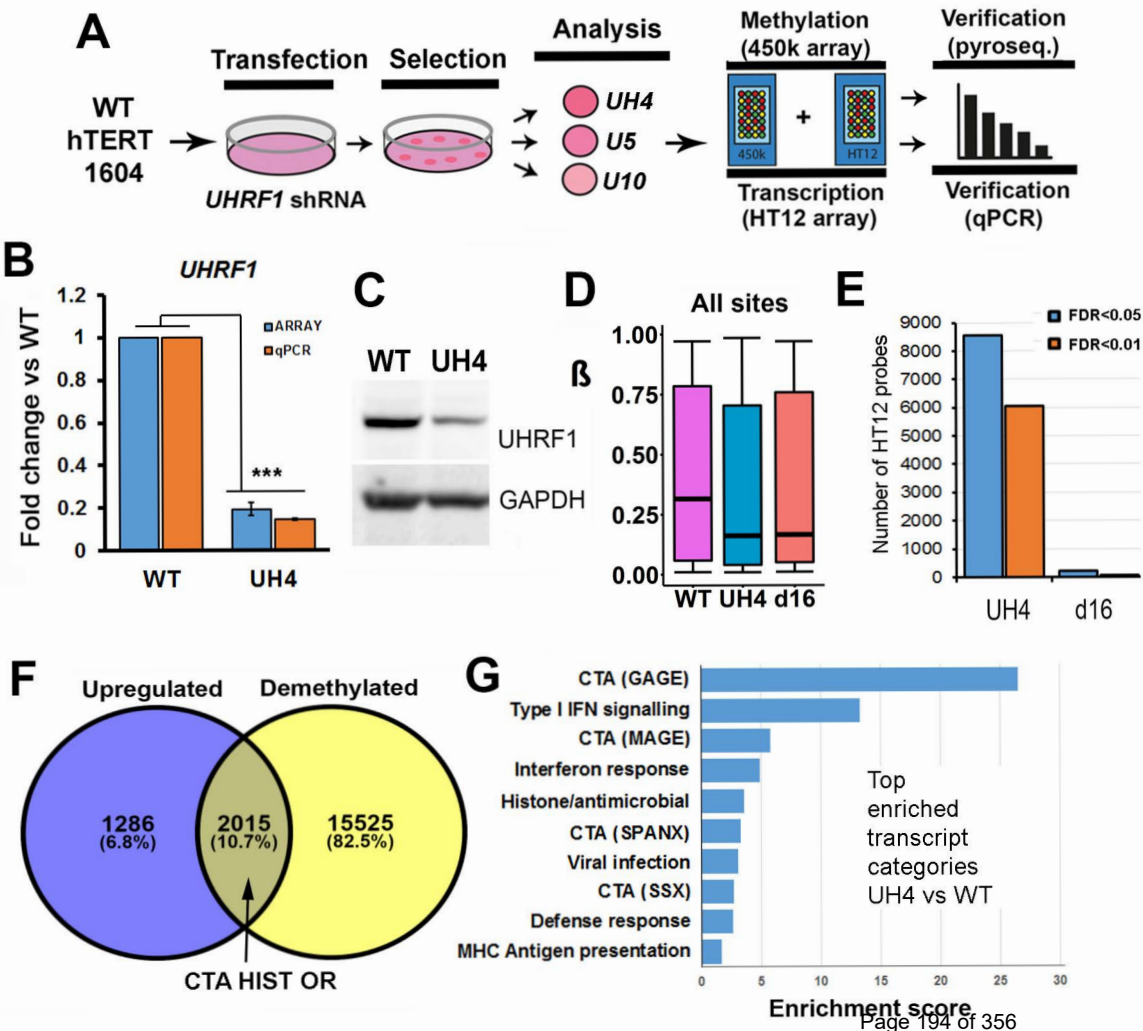 A
WT
hTERT
1604
Transfection
UHRF1 shRNA
Selection
Analysis
UH4
U5
U10
Methylation
(450k array)
450k
+
HT12
Transcription
(HT12 array)
Verification
(pyroseq.)
Verification
(qPCR)
B
UHRF1
Fold change vs WT
1.2
1
0.8
0.6
0.4
0.2
0
ARRAY
qPCR
***
WT
UH4
C
WT UH4
UHRF1
GAPDH
D
All sites
ß
1.00
0.75
0.50
0.25
0.00
WT UH4 d16
E
FDR<0.05
FDR<0.01
Number of HT12 probes
9000
8000
7000
6000
5000
4000
3000
2000
1000
0
UH4
d16
F
Upregulated
Demethylated
1286
(6.8%)
2015
(10.7%)
15525
(82.5%)
CTA HIST OR
G
CTA (GAGE)
Type I IFN signalling
CTA (MAGE)
Interferon response
Histone/antimicrobial
CTA (SPANX)
Viral infection
CTA (SSX)
Defense response
MHC Antigen presentation
Top
enriched
transcript
categories
UH4 vs WT
0 5 10 15 20 25 30
Enrichment score
Page 194 of 356